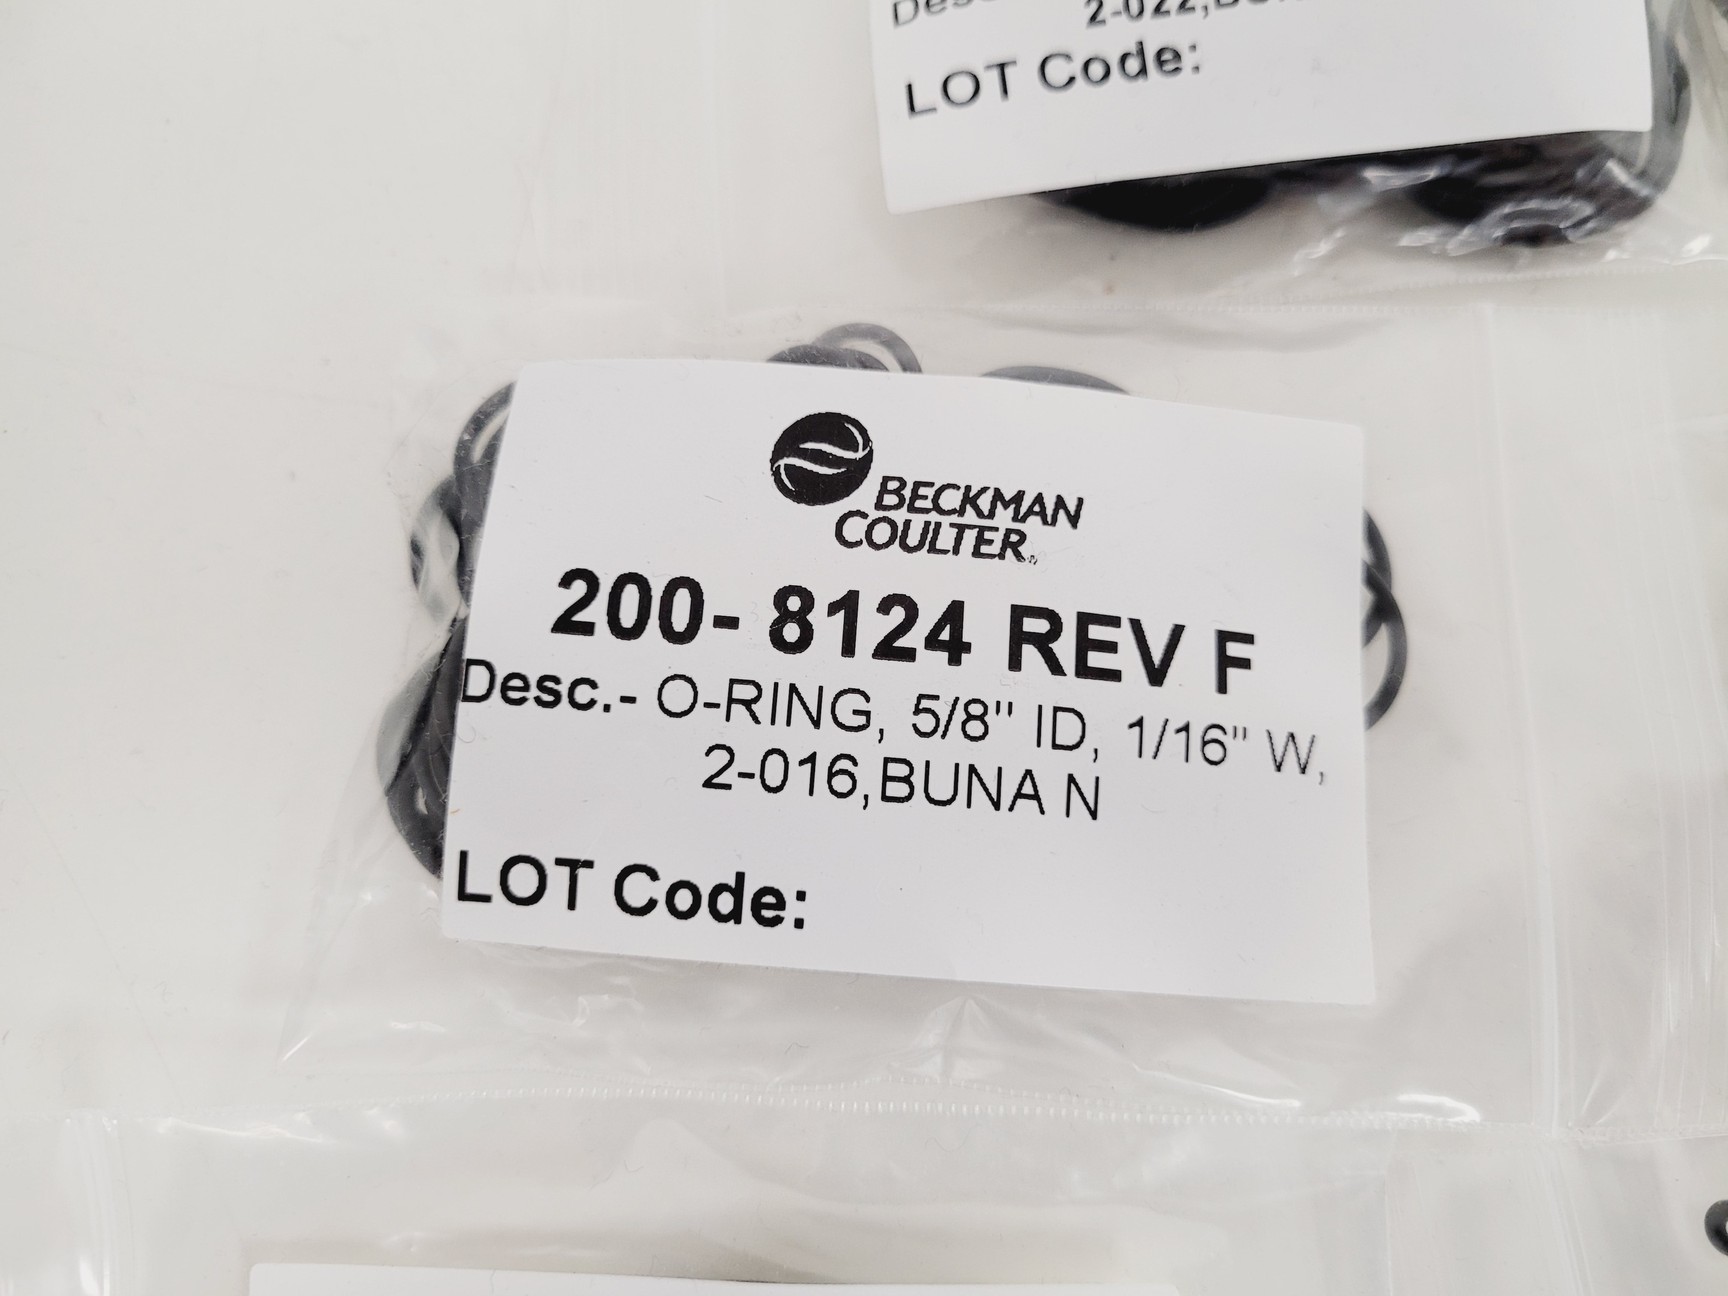 2-022,
LOT Code:
BECKMAN
COULTER
200- 8124 REV F
Desc.- O-RING, 5/8" ID, 1/16" W,
2-016,BUNA N
LOT Code: